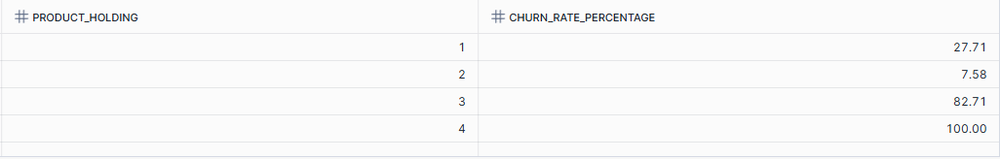 PRODUCT_HOLDING CHURN_RATE_PERCENTAGE
1 27.71
2 7.58
3 82.71
4 100.00